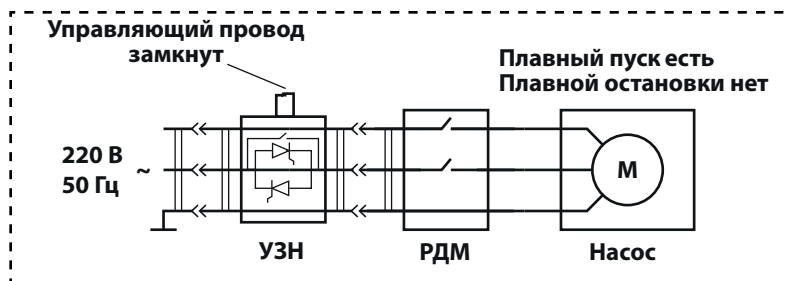 Управляющий провод
замкнут
Плавный пуск есть
Плавной остановки нет
220 В
50 Гц
~
М
УЗН
РДМ
Насос